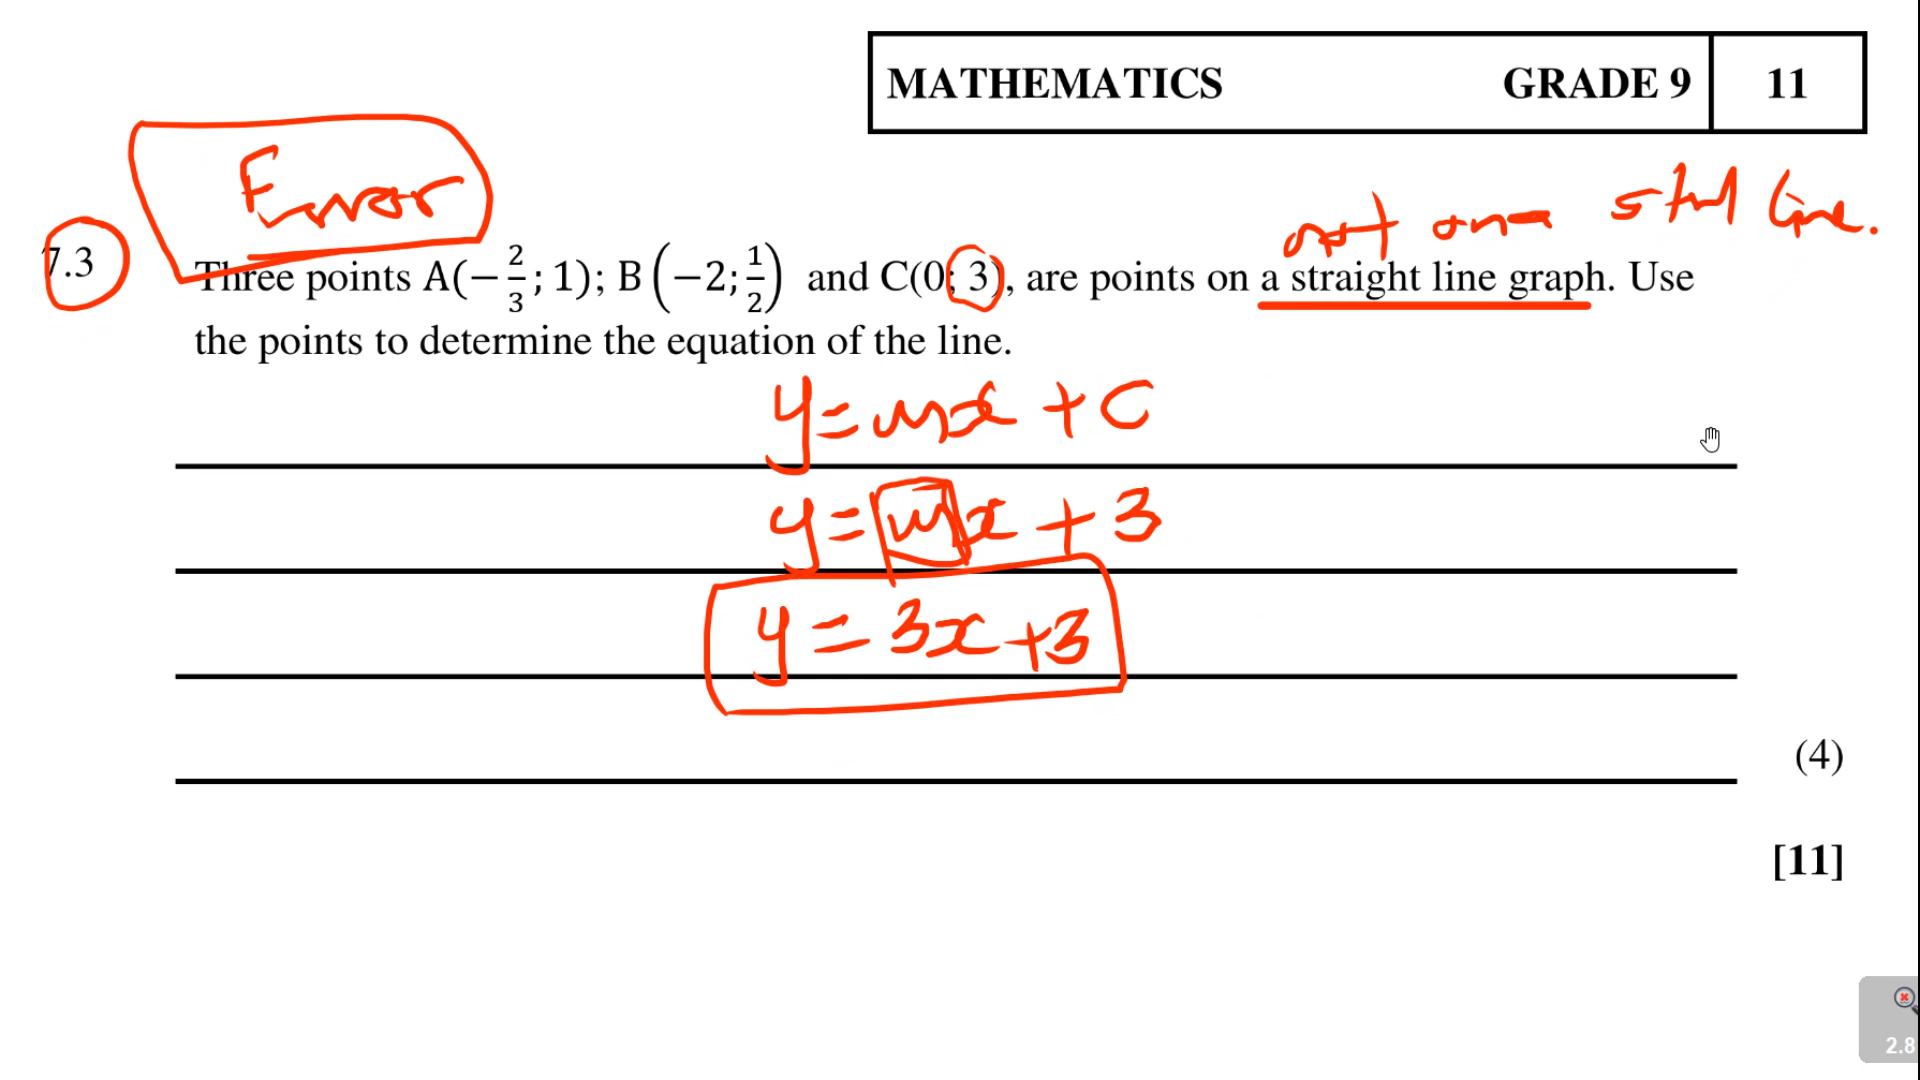 MATHEMATICS GRADE 9 11
Error
not on a line.
7.3 Three points A(−2/3; 1); B(−2; 1/2) and C(0; 3), are points on a straight line graph. Use
the points to determine the equation of the line.
y = mx + c
y = mx + 3
y = 3x + 3
(4)
[11]
2.8